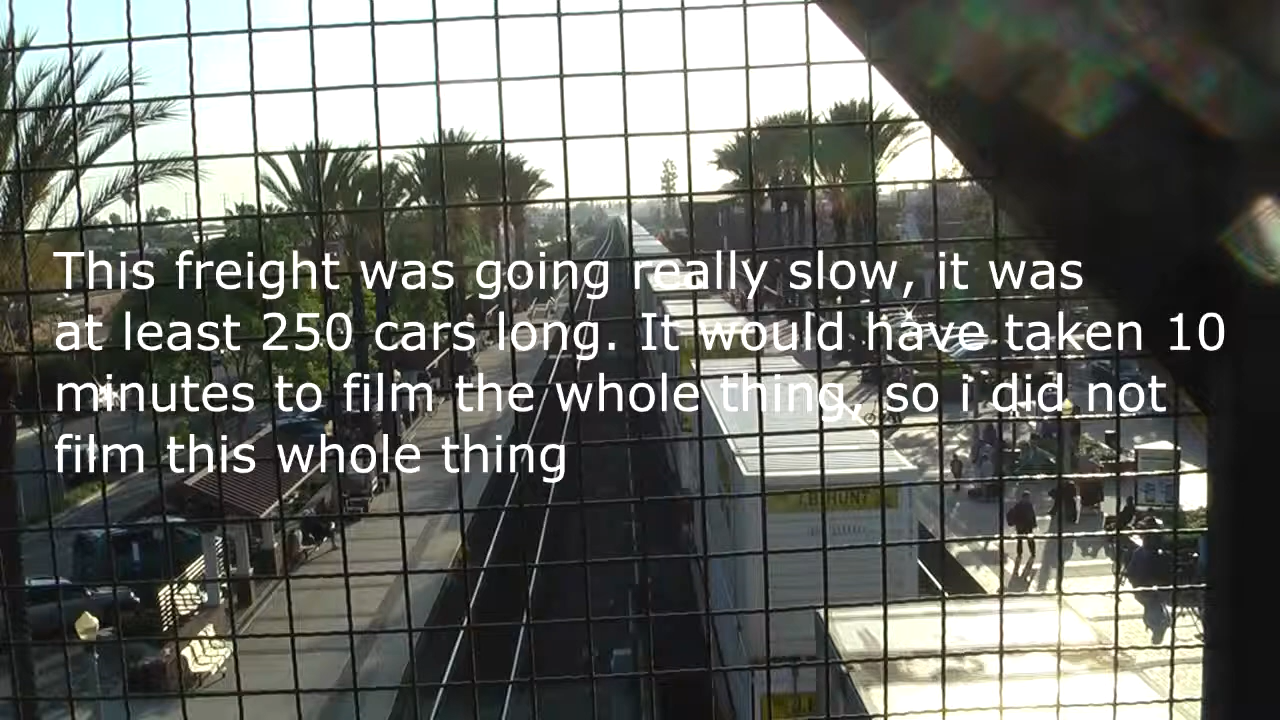 This freight was going really slow, it was
at least 250 cars long. It would have taken 10
minutes to film the whole thing, so i did not
film this whole thing
J.B. HUNT